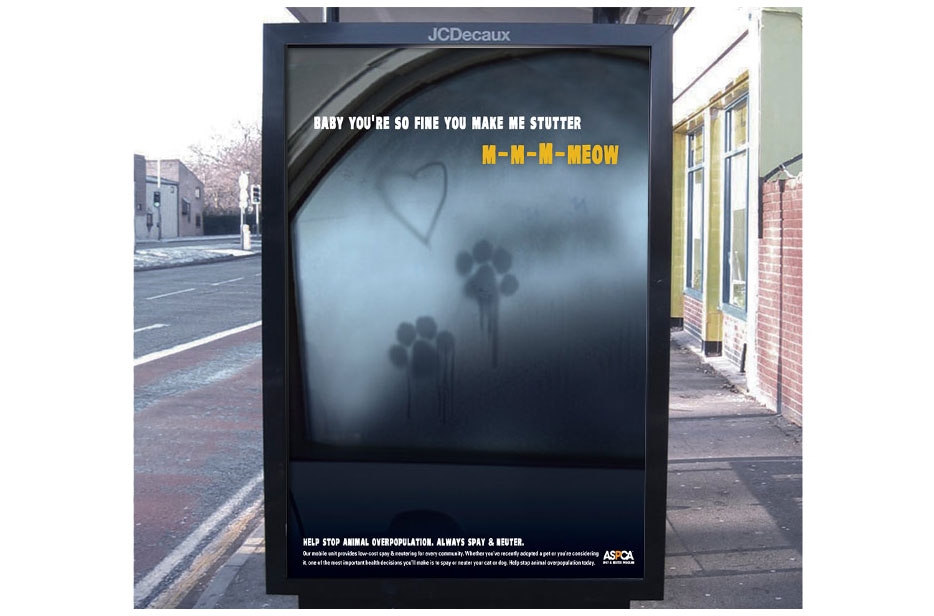 JCDecaux
BABY YOU'RE SO FINE YOU MAKE ME STUTTER
M-M-M-MEOW
HELP STOP ANIMAL OVERPOPULATION. ALWAYS SPAY & NEUTER.
Our mobile unit provides low-cost spay & neutering for every community. Whether you've recently adopted a pet or you're considering
it, one of the most important health decisions you'll make is to spay or neuter your cat or dog. Help stop animal overpopulation today.
ASPCA
SPAY & NEUTER PROGRAM